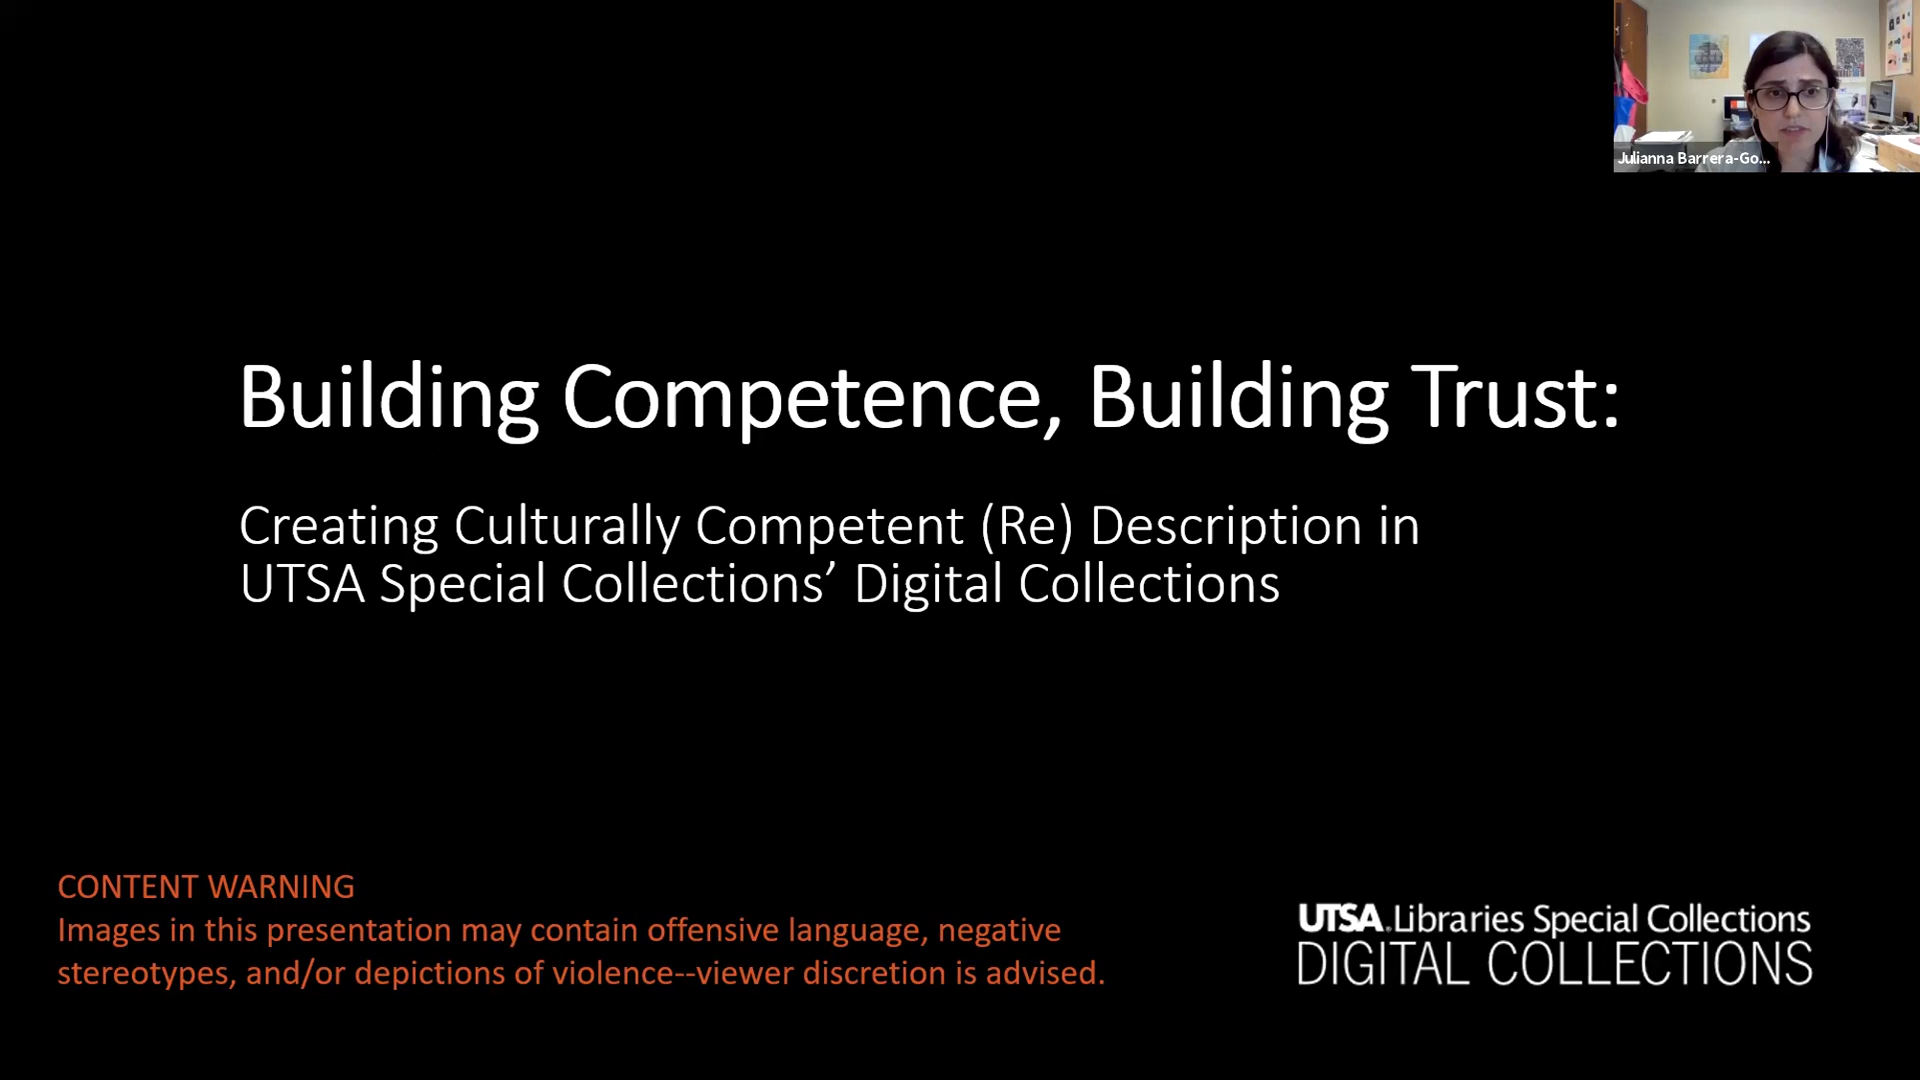 Julianna Barrera-Go...
Building Competence, Building Trust:
Creating Culturally Competent (Re) Description in
UTSA Special Collections’ Digital Collections
CONTENT WARNING
Images in this presentation may contain offensive language, negative
stereotypes, and/or depictions of violence--viewer discretion is advised.
UTSA. Libraries Special Collections
DIGITAL COLLECTIONS